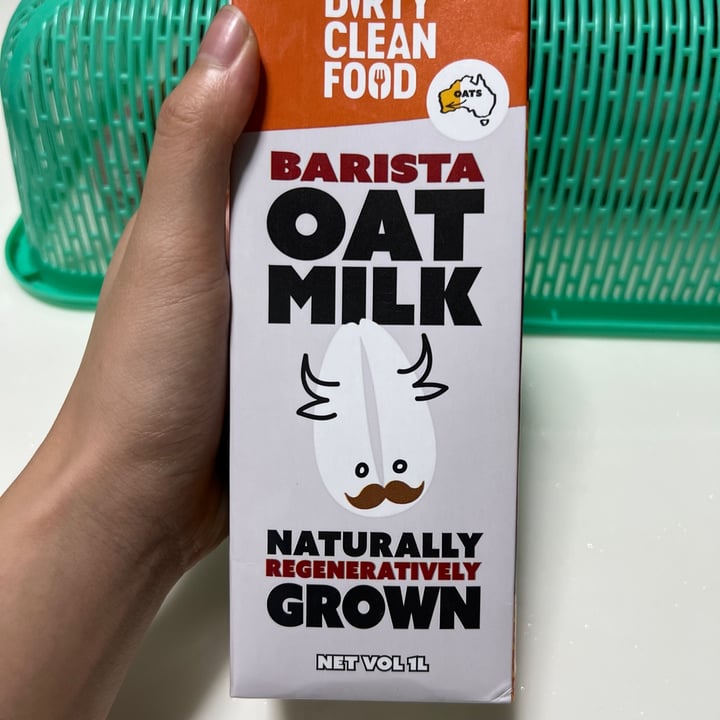 DIRTY
CLEAN
FOOD
OATS
BARISTA
OAT
MILK
NATURALLY
REGENERATIVELY
GROWN
NET VOL 1L